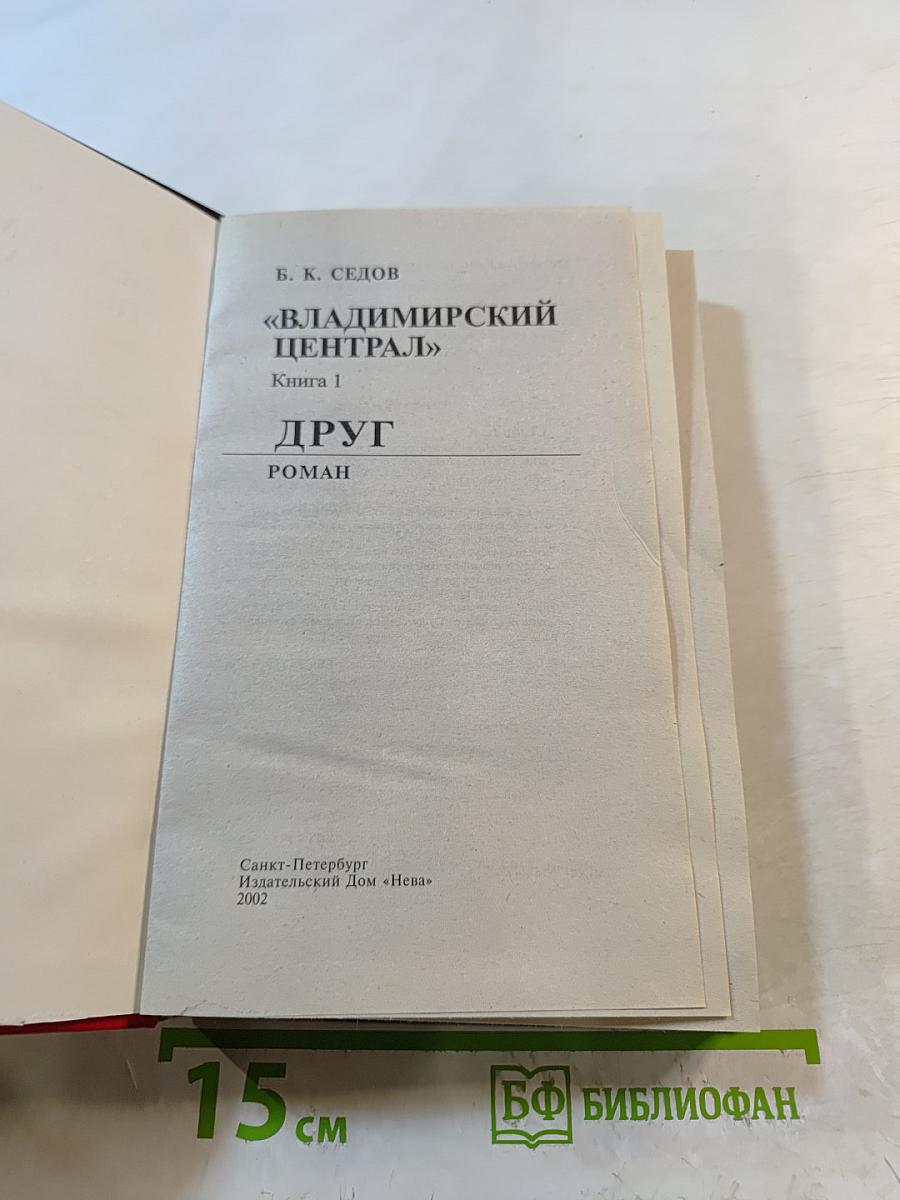 Б. К. СЕДОВ
«ВЛАДИМИРСКИЙ
ЦЕНТРАЛ»
Книга 1
ДРУГ
РОМАН
Санкт-Петербург
Издательский Дом «Нева»
2002
15 см
БФ БИБЛИОФАН